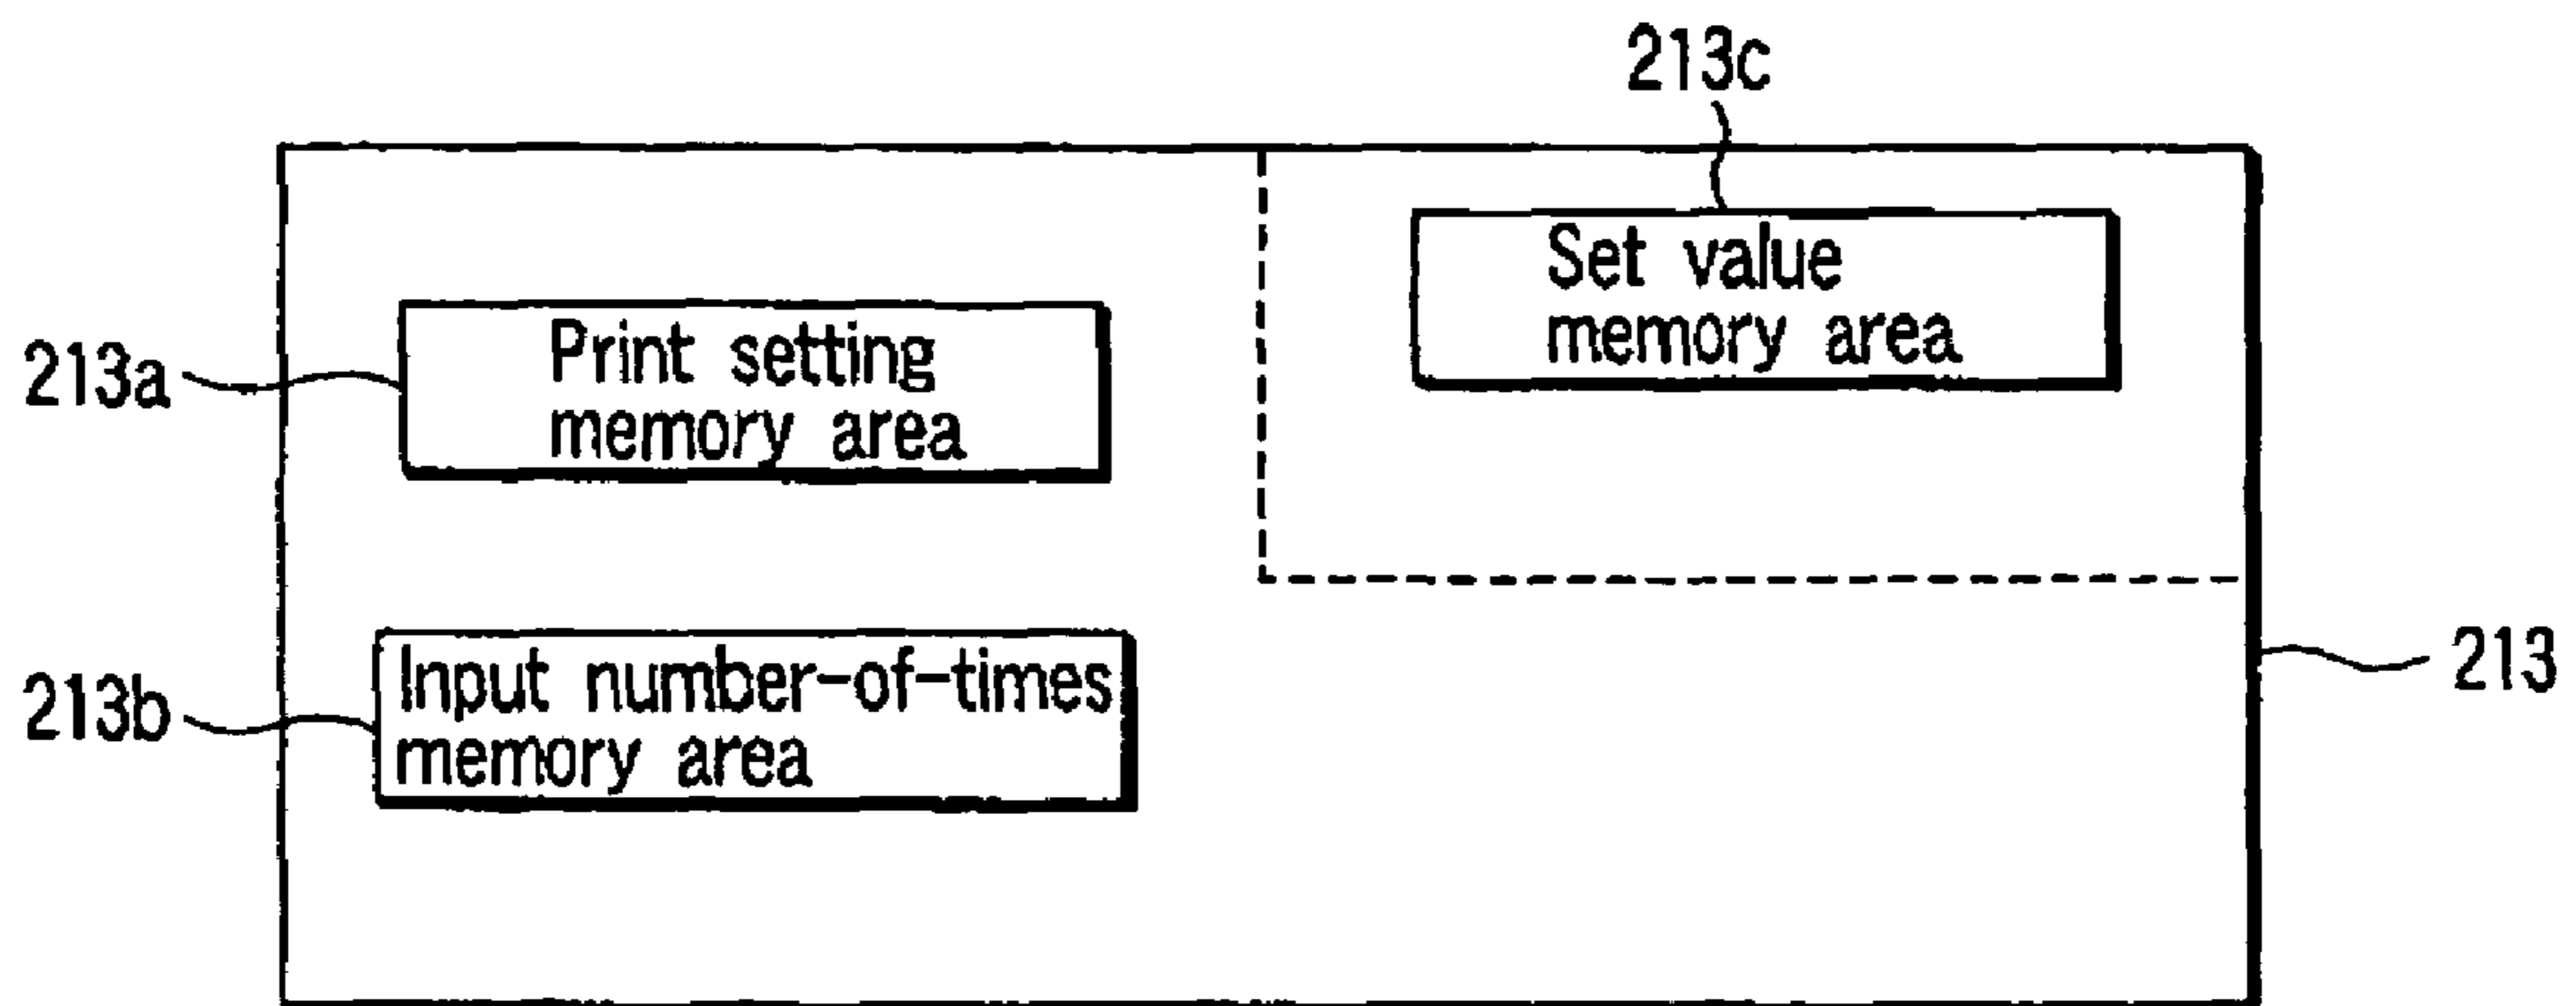 213c
Set value
memory area
213a
Print setting
memory area
213b
Input number-of-times
memory area
213